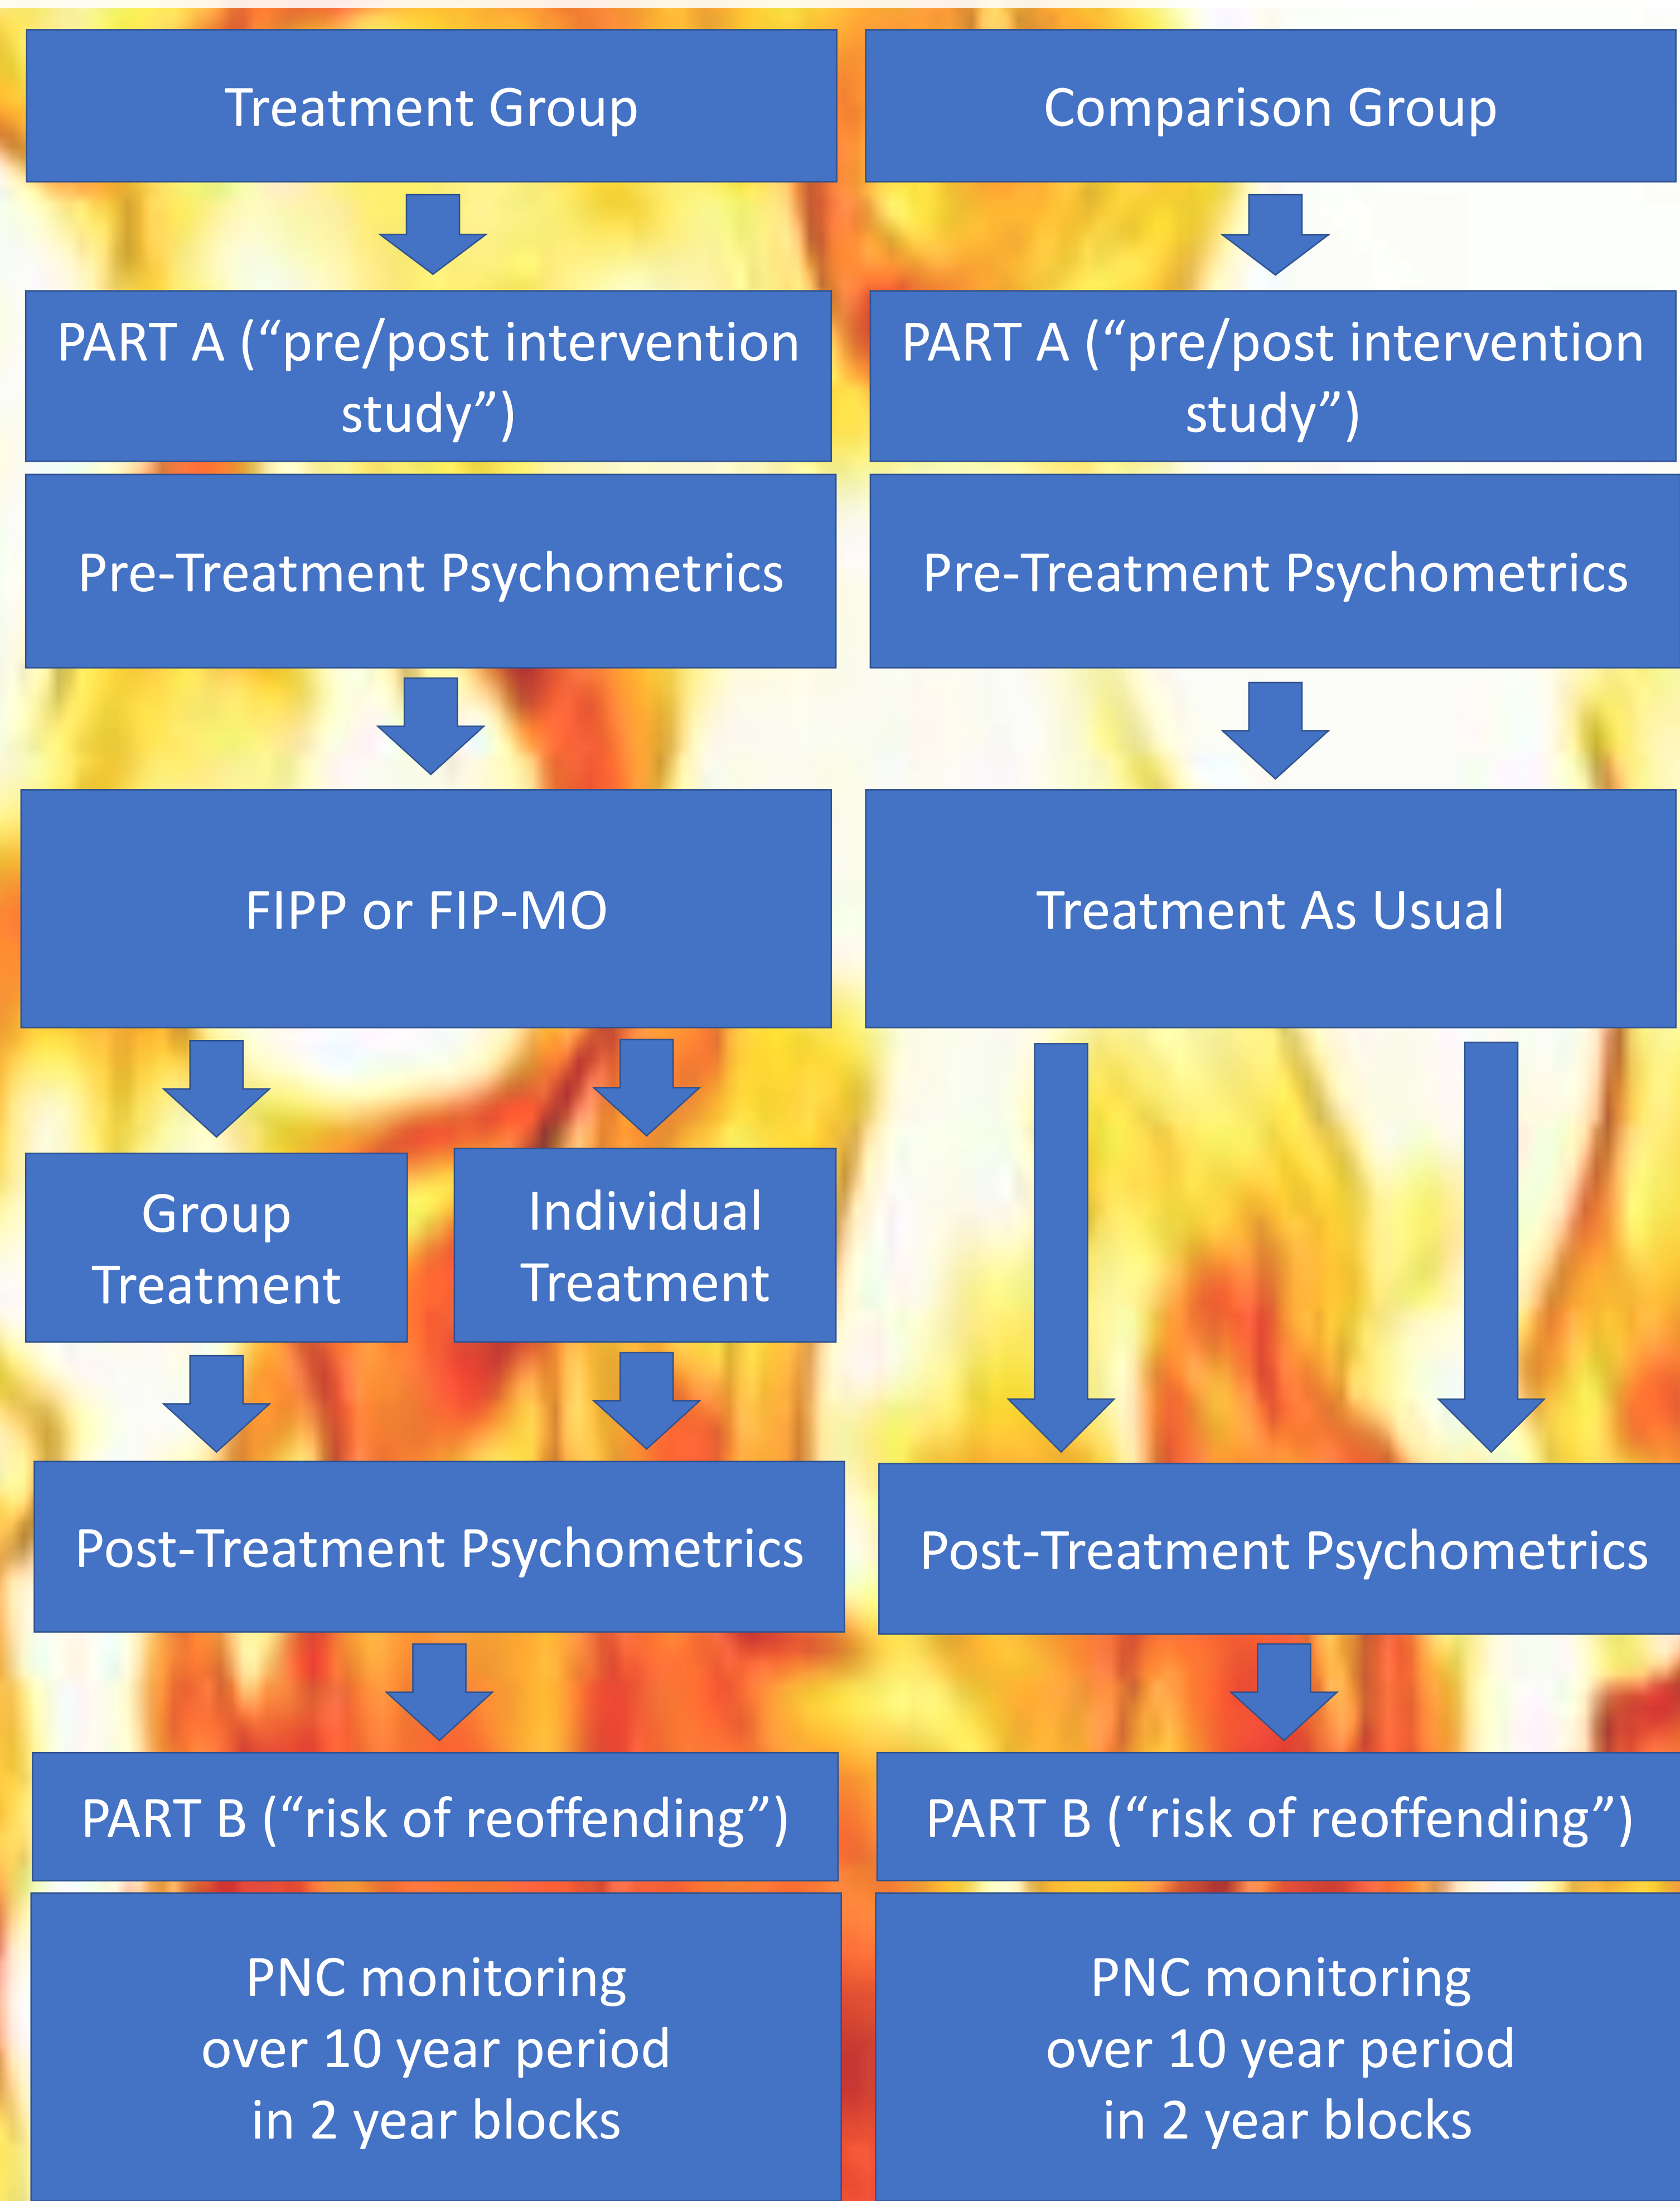 Treatment Group
Comparison Group
PART A (“pre/post intervention
study”)
PART A (“pre/post intervention
study”)
Pre-Treatment Psychometrics
Pre-Treatment Psychometrics
FIPP or FIP-MO
Treatment As Usual
Group
Treatment
Individual
Treatment
Post-Treatment Psychometrics
Post-Treatment Psychometrics
PART B (“risk of reoffending”)
PART B (“risk of reoffending”)
PNC monitoring
over 10 year period
in 2 year blocks
PNC monitoring
over 10 year period
in 2 year blocks